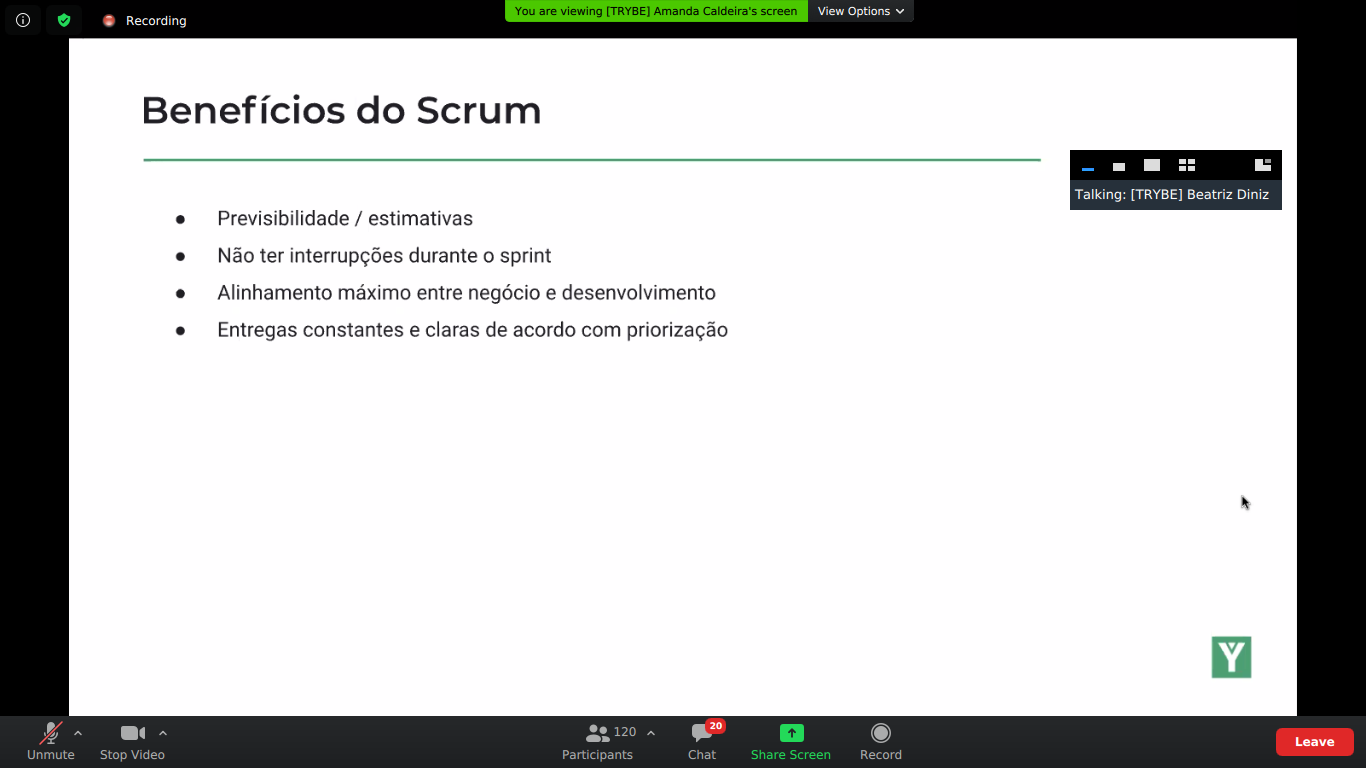 You are viewing [TRYBE] Amanda Caldeira's screen
View Options
Recording
Benefícios do Scrum
Talking: [TRYBE] Beatriz Diniz
● Previsibilidade / estimativas
● Não ter interrupções durante o sprint
● Alinhamento máximo entre negócio e desenvolvimento
● Entregas constantes e claras de acordo com priorização
Y
Unmute
Stop Video
120
Participants
20
Chat
Share Screen
Record
Leave